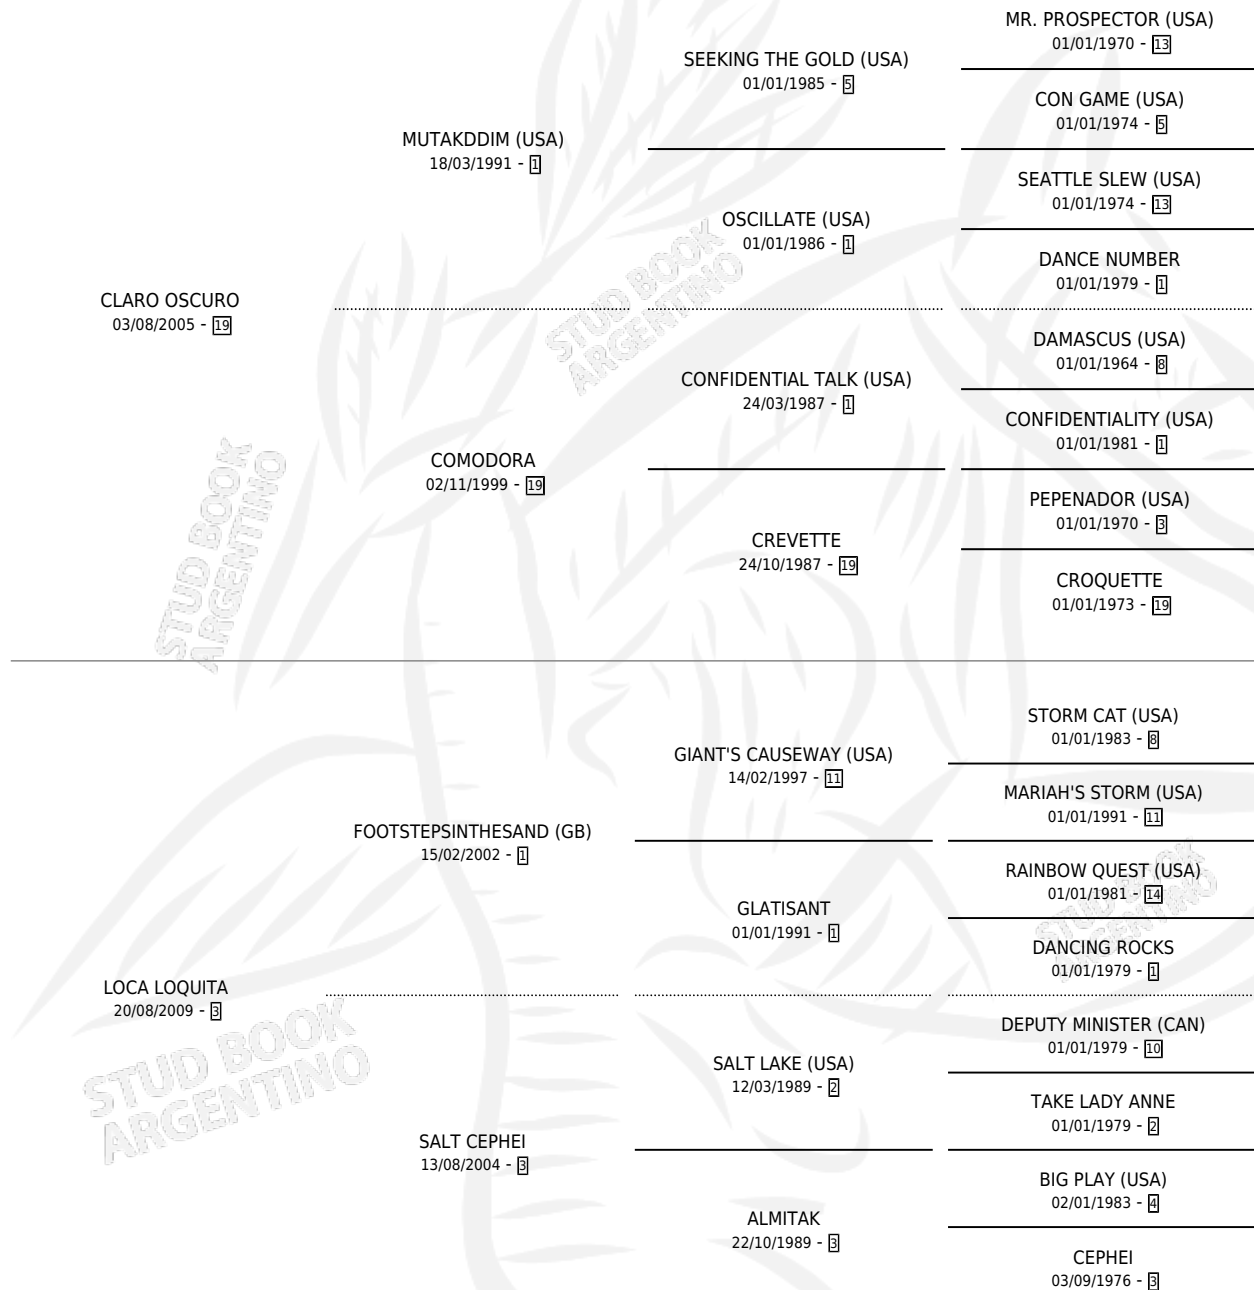 MR. PROSPECTOR (USA)
01/01/1970 - 13
SEEKING THE GOLD (USA)
01/01/1985 - 5
CON GAME (USA)
01/01/1974 - 5
MUTAKDDIM (USA)
18/03/1991 - 1
SEATTLE SLEW (USA)
01/01/1974 - 13
OSCILLATE (USA)
01/01/1986 - 1
DANCE NUMBER
01/01/1979 - 1
CLARO OSCURO
03/08/2005 - 19
DAMASCUS (USA)
01/01/1964 - 8
CONFIDENTIAL TALK (USA)
24/03/1987 - 1
CONFIDENTIALITY (USA)
01/01/1981 - 1
COMODORA
02/11/1999 - 19
PEPENADOR (USA)
01/01/1970 - 3
CREVETTE
24/10/1987 - 19
CROQUETTE
01/01/1973 - 19
STORM CAT (USA)
01/01/1983 - 8
GIANT'S CAUSEWAY (USA)
14/02/1997 - 11
MARIAH'S STORM (USA)
01/01/1991 - 11
FOOTSTEPSINTHESAND (GB)
15/02/2002 - 1
RAINBOW QUEST (USA)
01/01/1981 - 14
GLATISANT
01/01/1991 - 1
DANCING ROCKS
01/01/1979 - 1
LOCA LOQUITA
20/08/2009 - 3
DEPUTY MINISTER (CAN)
01/01/1979 - 10
SALT LAKE (USA)
12/03/1989 - 2
TAKE LADY ANNE
01/01/1979 - 2
SALT CEPHEI
13/08/2004 - 3
BIG PLAY (USA)
02/01/1983 - 4
ALMITAK
22/10/1989 - 3
CEPHEI
03/09/1976 - 3
STUD BOOK
ARGENTINO
STUD BOOK
ARGENTINO
STUD BOOK
ARGENTINO
STUD BOOK
ARGENTINO